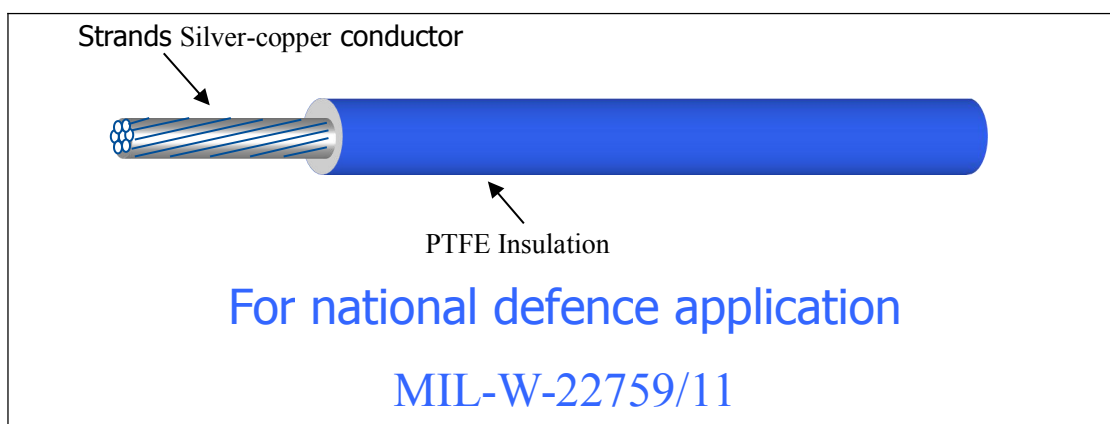 Strands Silver-copper conductor
PTFE Insulation
For national defence application
MIL-W-22759/11